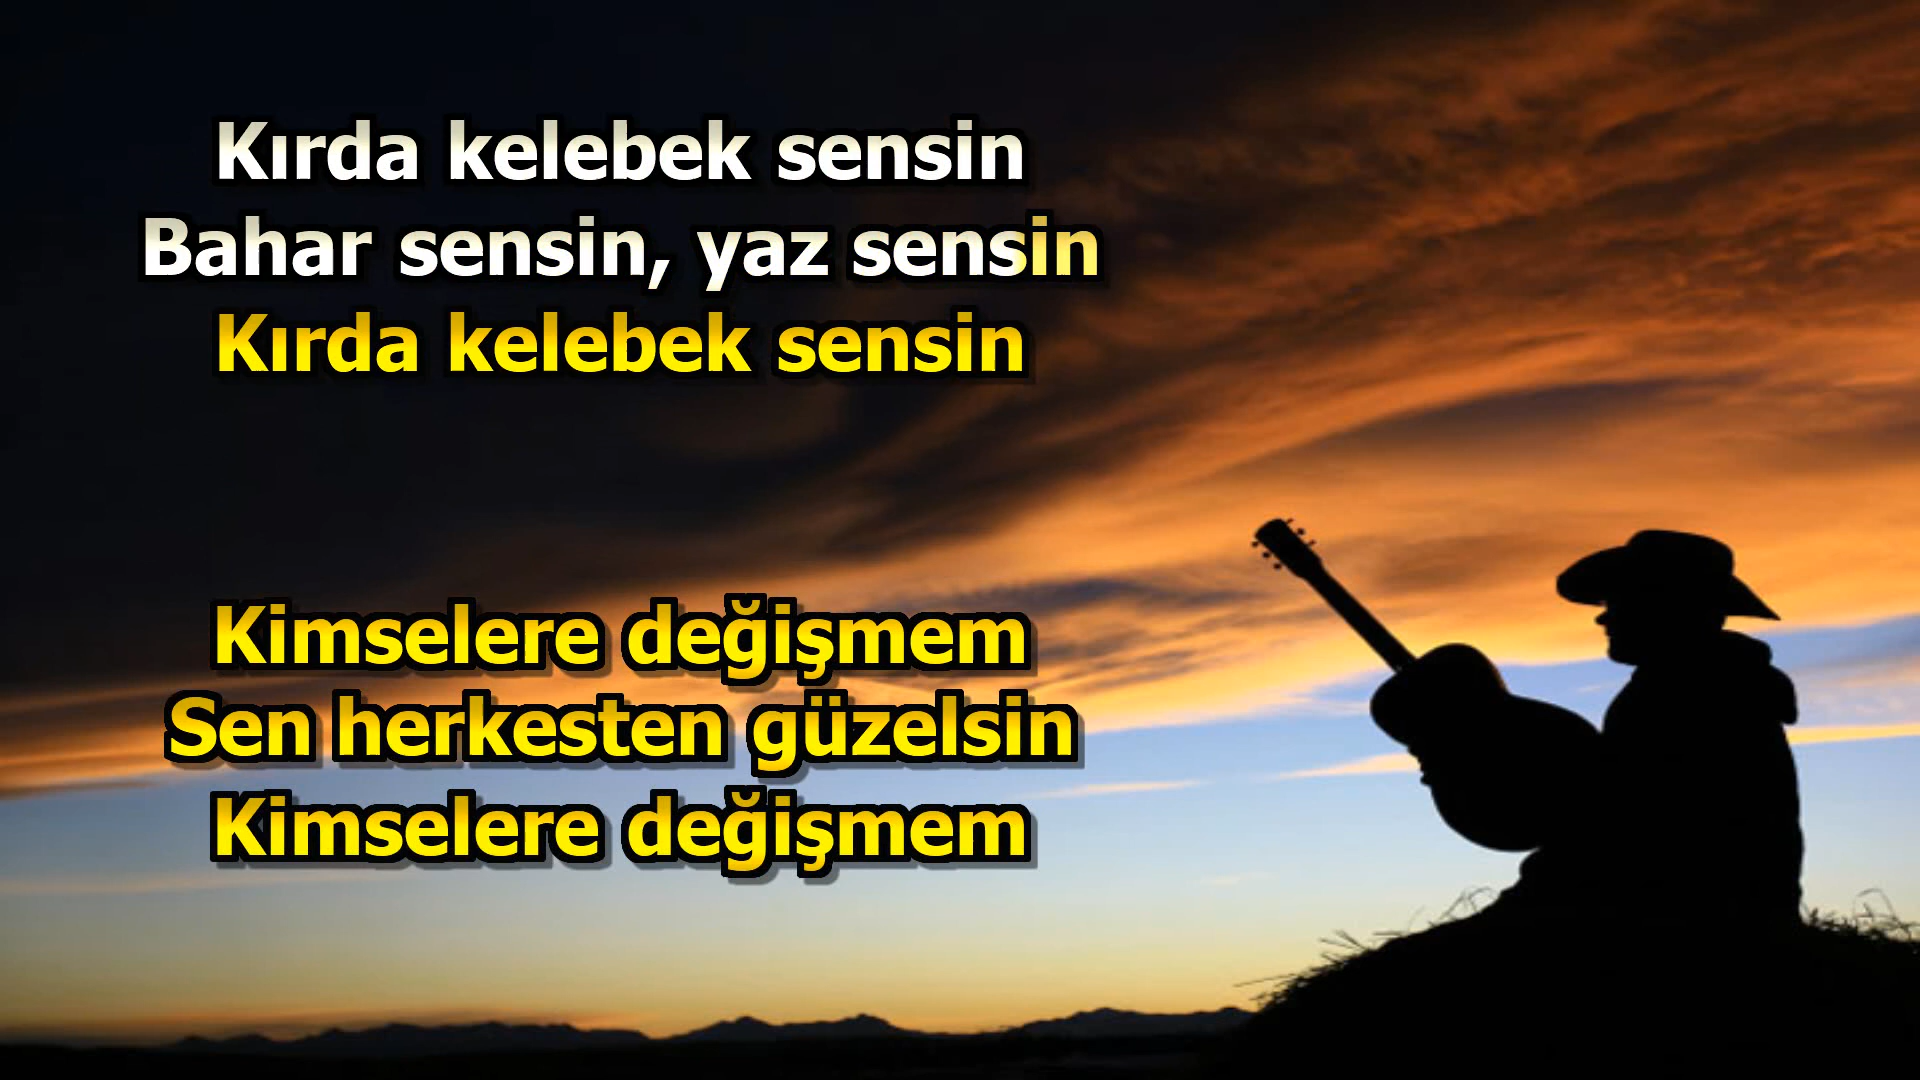 Kırda kelebek sensin
Bahar sensin, yaz sensin
Kırda kelebek sensin
Kimselere değişmem
Sen herkesten güzelsin
Kimselere değişmem